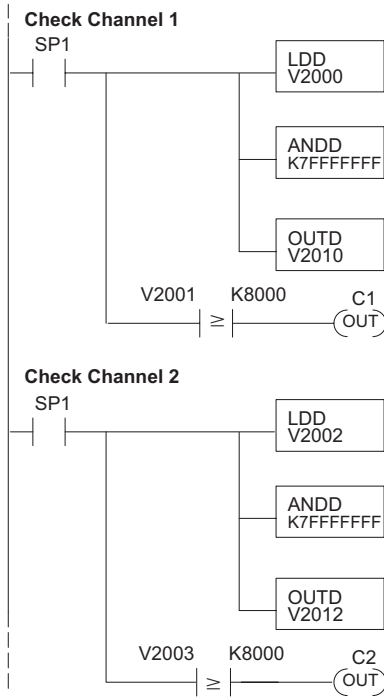 Check Channel 1
SP1
LDD
V2000
ANDD
K7FFFFFFF
OUTD
V2010
V2001 ≥ K8000 C1
OUT
Check Channel 2
SP1
LDD
V2002
ANDD
K7FFFFFFF
OUTD
V2012
V2003 ≥ K8000 C2
OUT